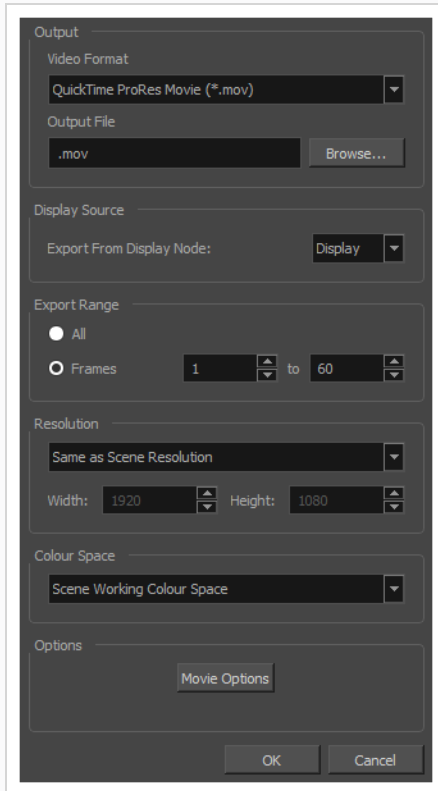 Output
Video Format
QuickTime ProRes Movie (*.mov)
Output File
.mov Browse...
Display Source
Export From Display Node: Display
Export Range
All
Frames 1 to 60
Resolution
Same as Scene Resolution
Width: 1920 Height: 1080
Colour Space
Scene Working Colour Space
Options
Movie Options
OK Cancel